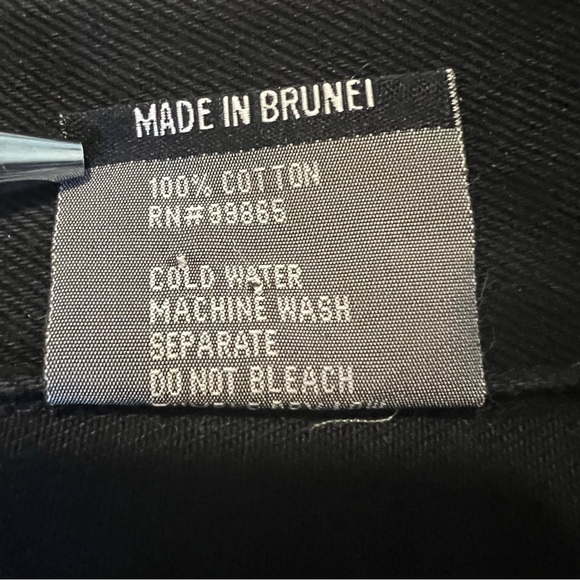 MADE IN BRUNEI
100% COTTON
RN#99865
COLD WATER
MACHINE WASH
SEPARATE
DO NOT BLEACH